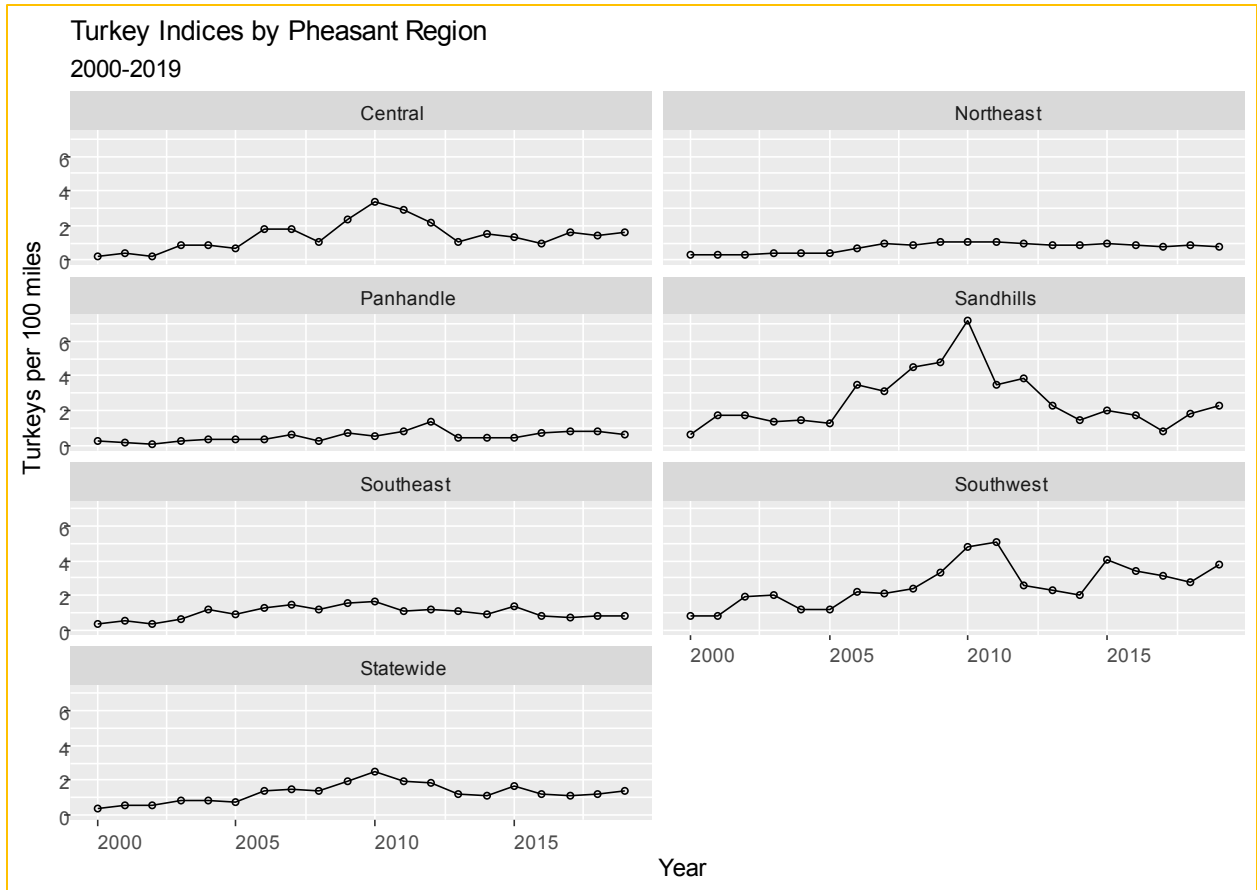 Turkey Indices by Pheasant Region
2000-2019
Central
Northeast
6
4
2
0
Panhandle
Sandhills
6
4
2
0
Southeast
Southwest
6
4
2
0
2000 2005 2010 2015
Statewide
6
4
2
0
2000 2005 2010 2015
Turkeys per 100 miles
Year